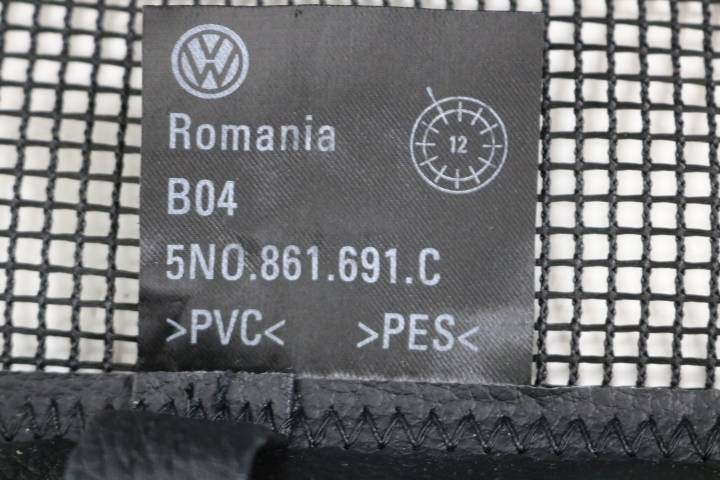 Romania
12
B04
5N0.861.691.C
>PVC< >PES<